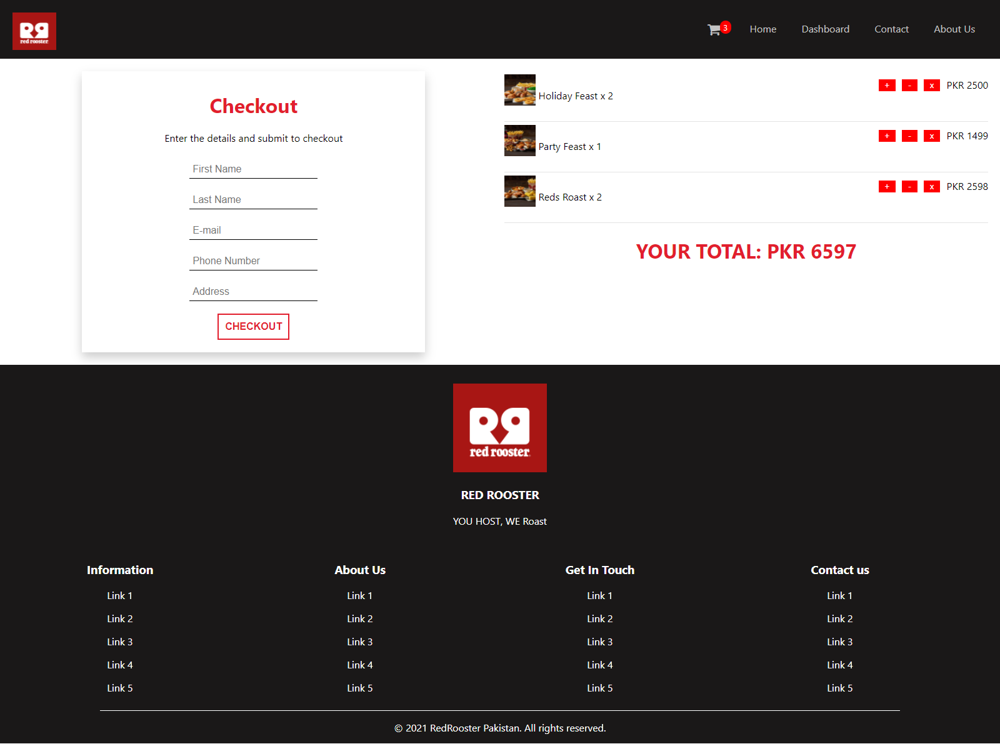 red rooster
3
Home
Dashboard
Contact
About Us
Checkout
Enter the details and submit to checkout
First Name
Last Name
E-mail
Phone Number
Address
CHECKOUT
Holiday Feast x 2
+ - x PKR 2500
Party Feast x 1
+ - x PKR 1499
Reds Roast x 2
+ - x PKR 2598
YOUR TOTAL: PKR 6597
red rooster
RED ROOSTER
YOU HOST, WE Roast
Information
Link 1
Link 2
Link 3
Link 4
Link 5
About Us
Link 1
Link 2
Link 3
Link 4
Link 5
Get In Touch
Link 1
Link 2
Link 3
Link 4
Link 5
Contact us
Link 1
Link 2
Link 3
Link 4
Link 5
© 2021 RedRooster Pakistan. All rights reserved.